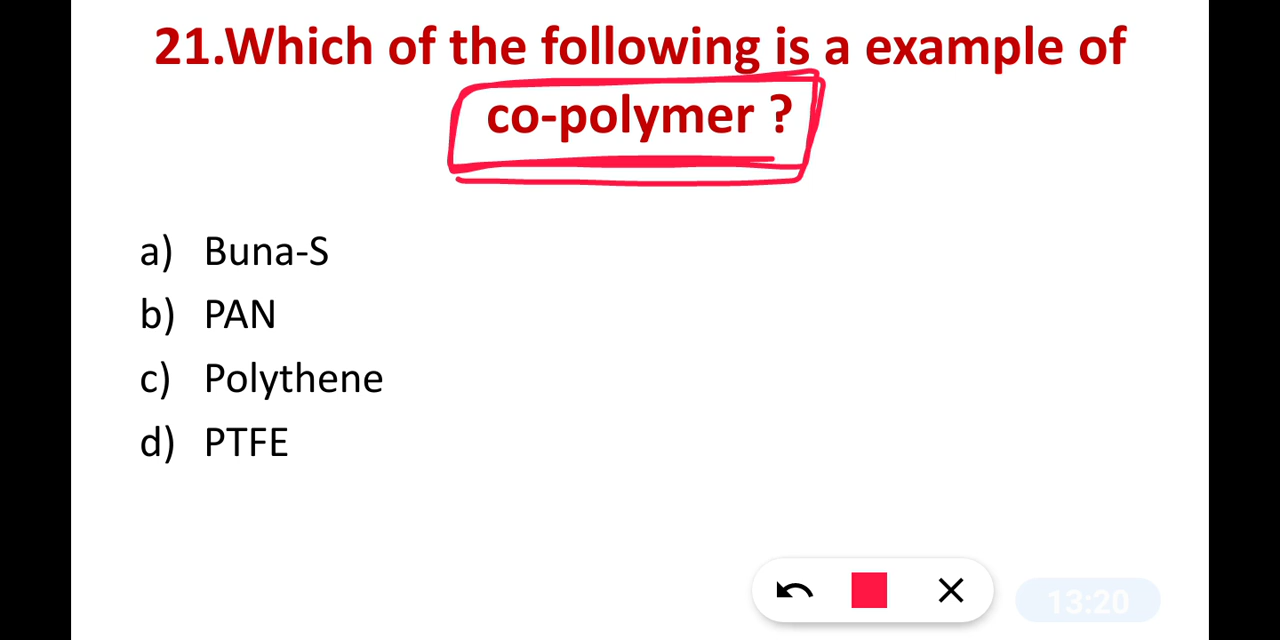 21.Which of the following is a example of
co-polymer ?
a) Buna-S
b) PAN
c) Polythene
d) PTFE
13:20